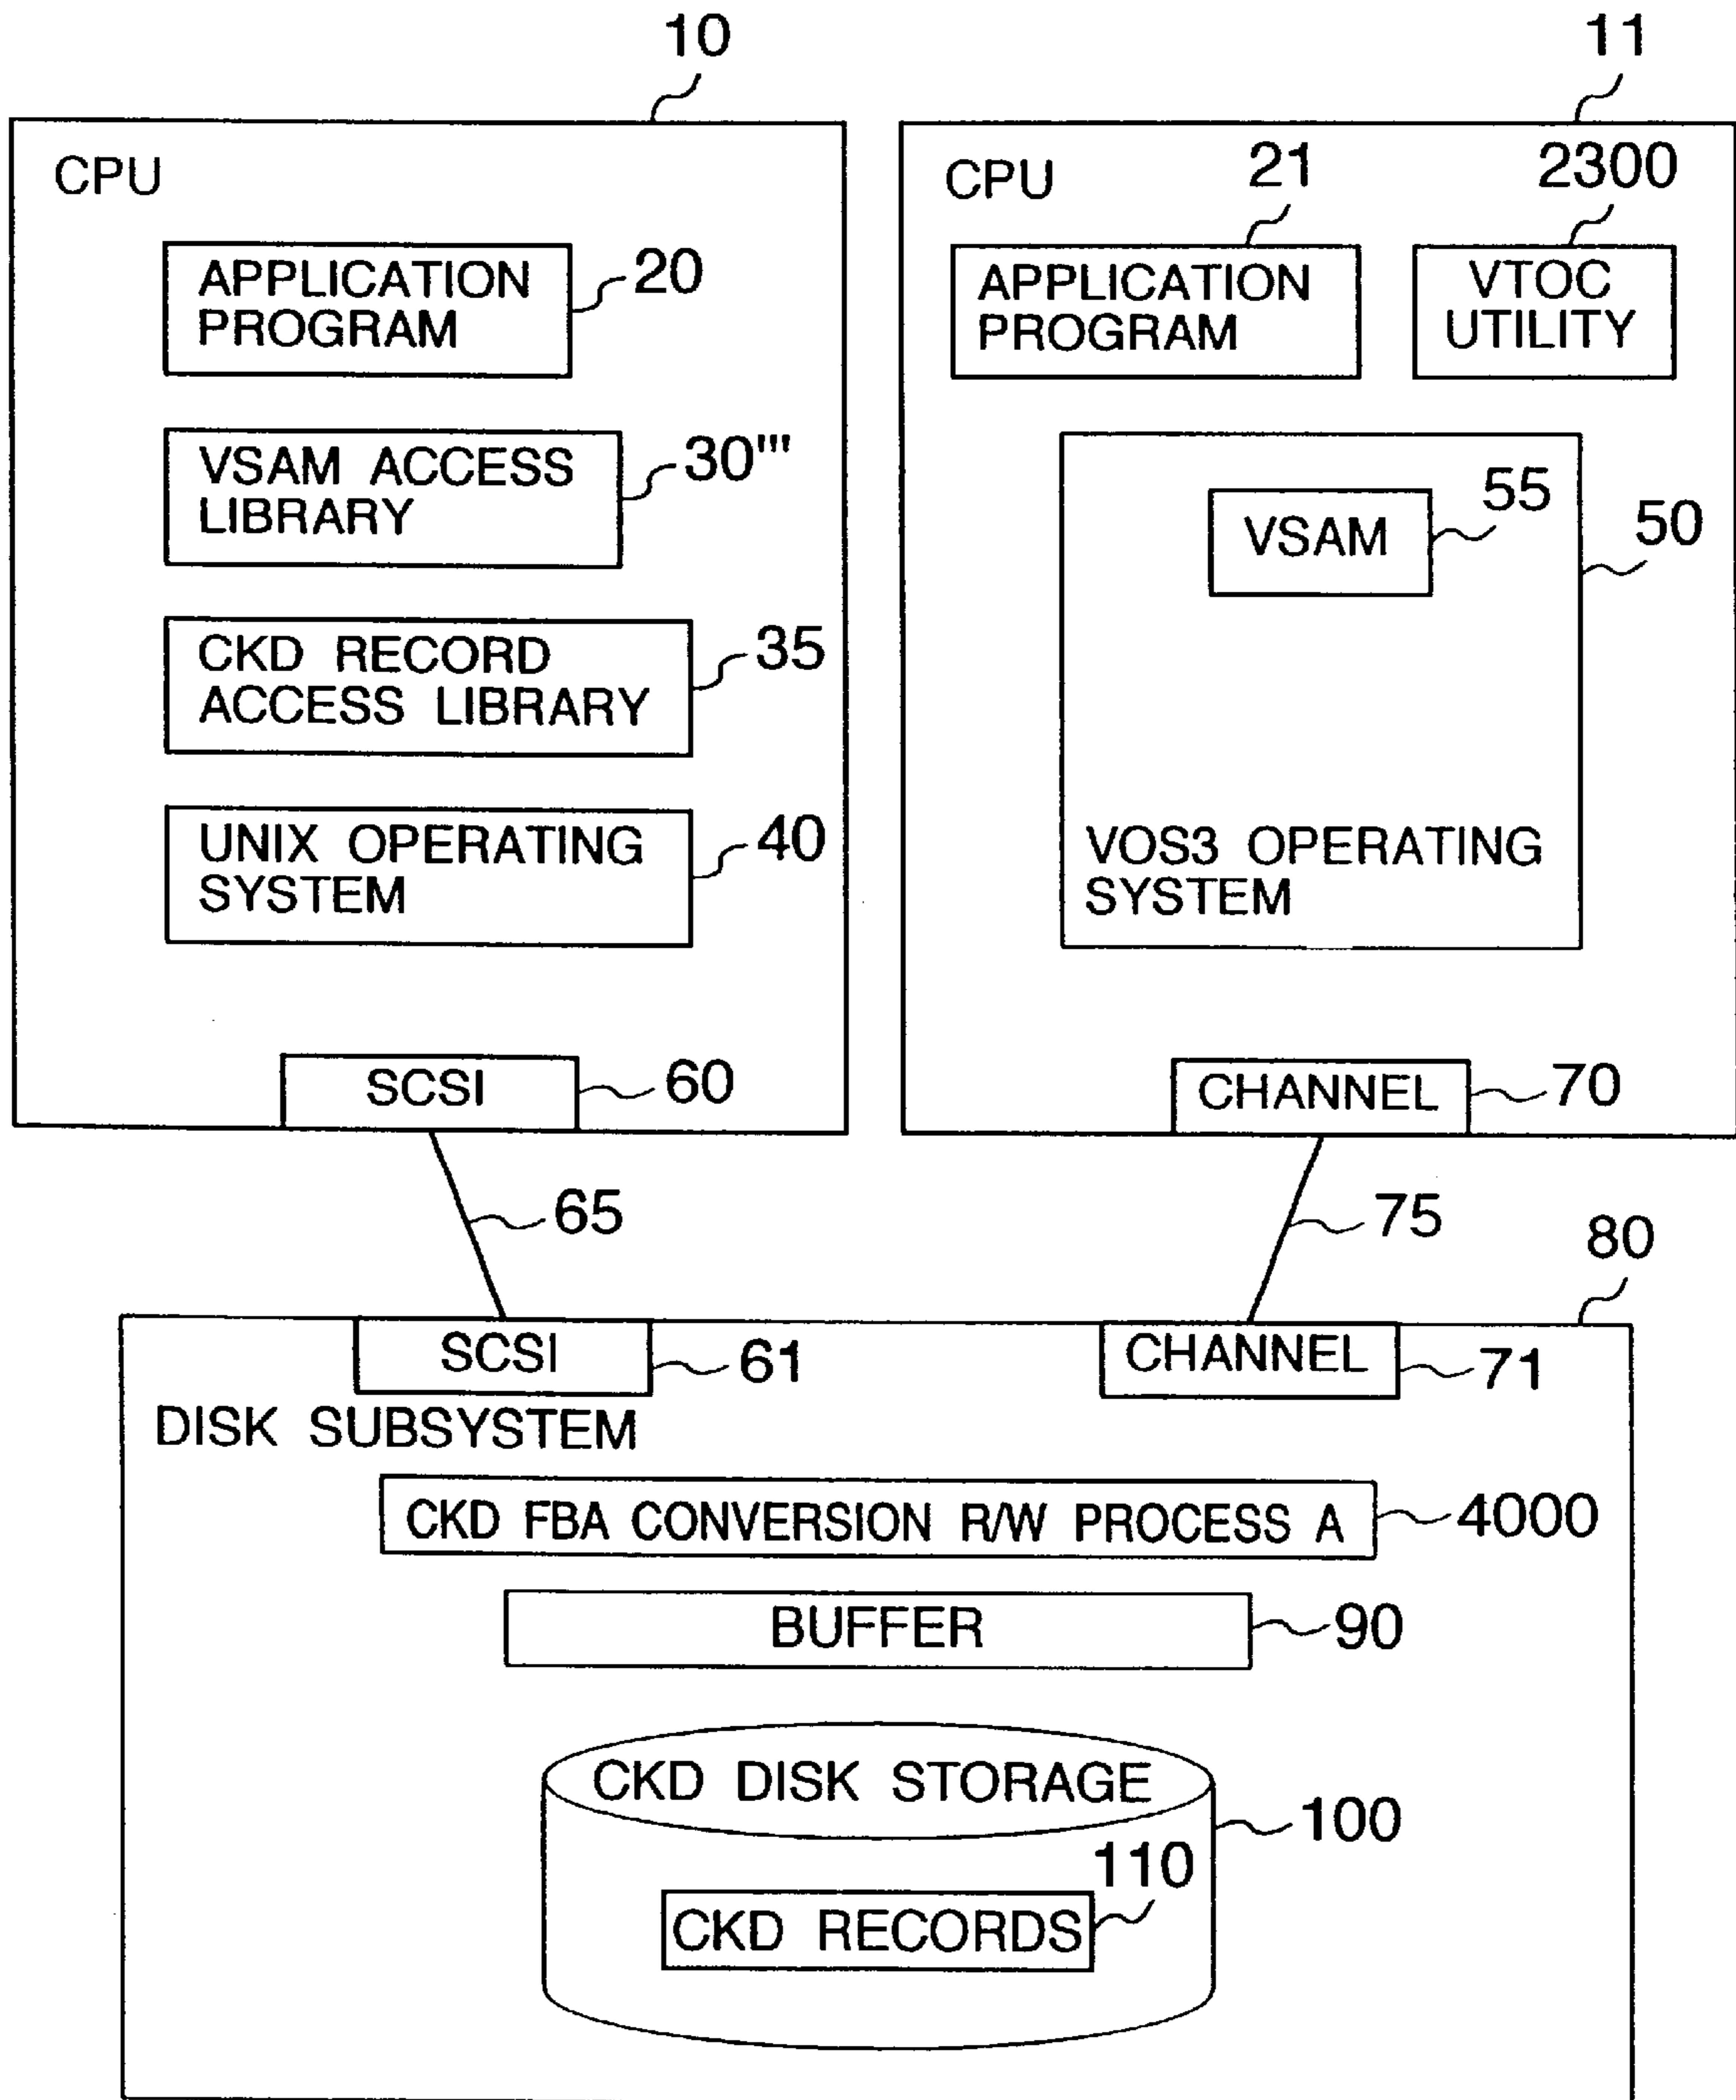 10
11
CPU
APPLICATION
PROGRAM
20
VSAM ACCESS
LIBRARY
30'''
CKD RECORD
ACCESS LIBRARY
35
UNIX OPERATING
SYSTEM
40
SCSI
60
CPU
21
2300
APPLICATION
PROGRAM
VTOC
UTILITY
VSAM
55
50
VOS3 OPERATING
SYSTEM
CHANNEL
70
65
75
80
SCSI
61
CHANNEL
71
DISK SUBSYSTEM
CKD FBA CONVERSION R/W PROCESS A
4000
BUFFER
90
CKD DISK STORAGE
100
110
CKD RECORDS